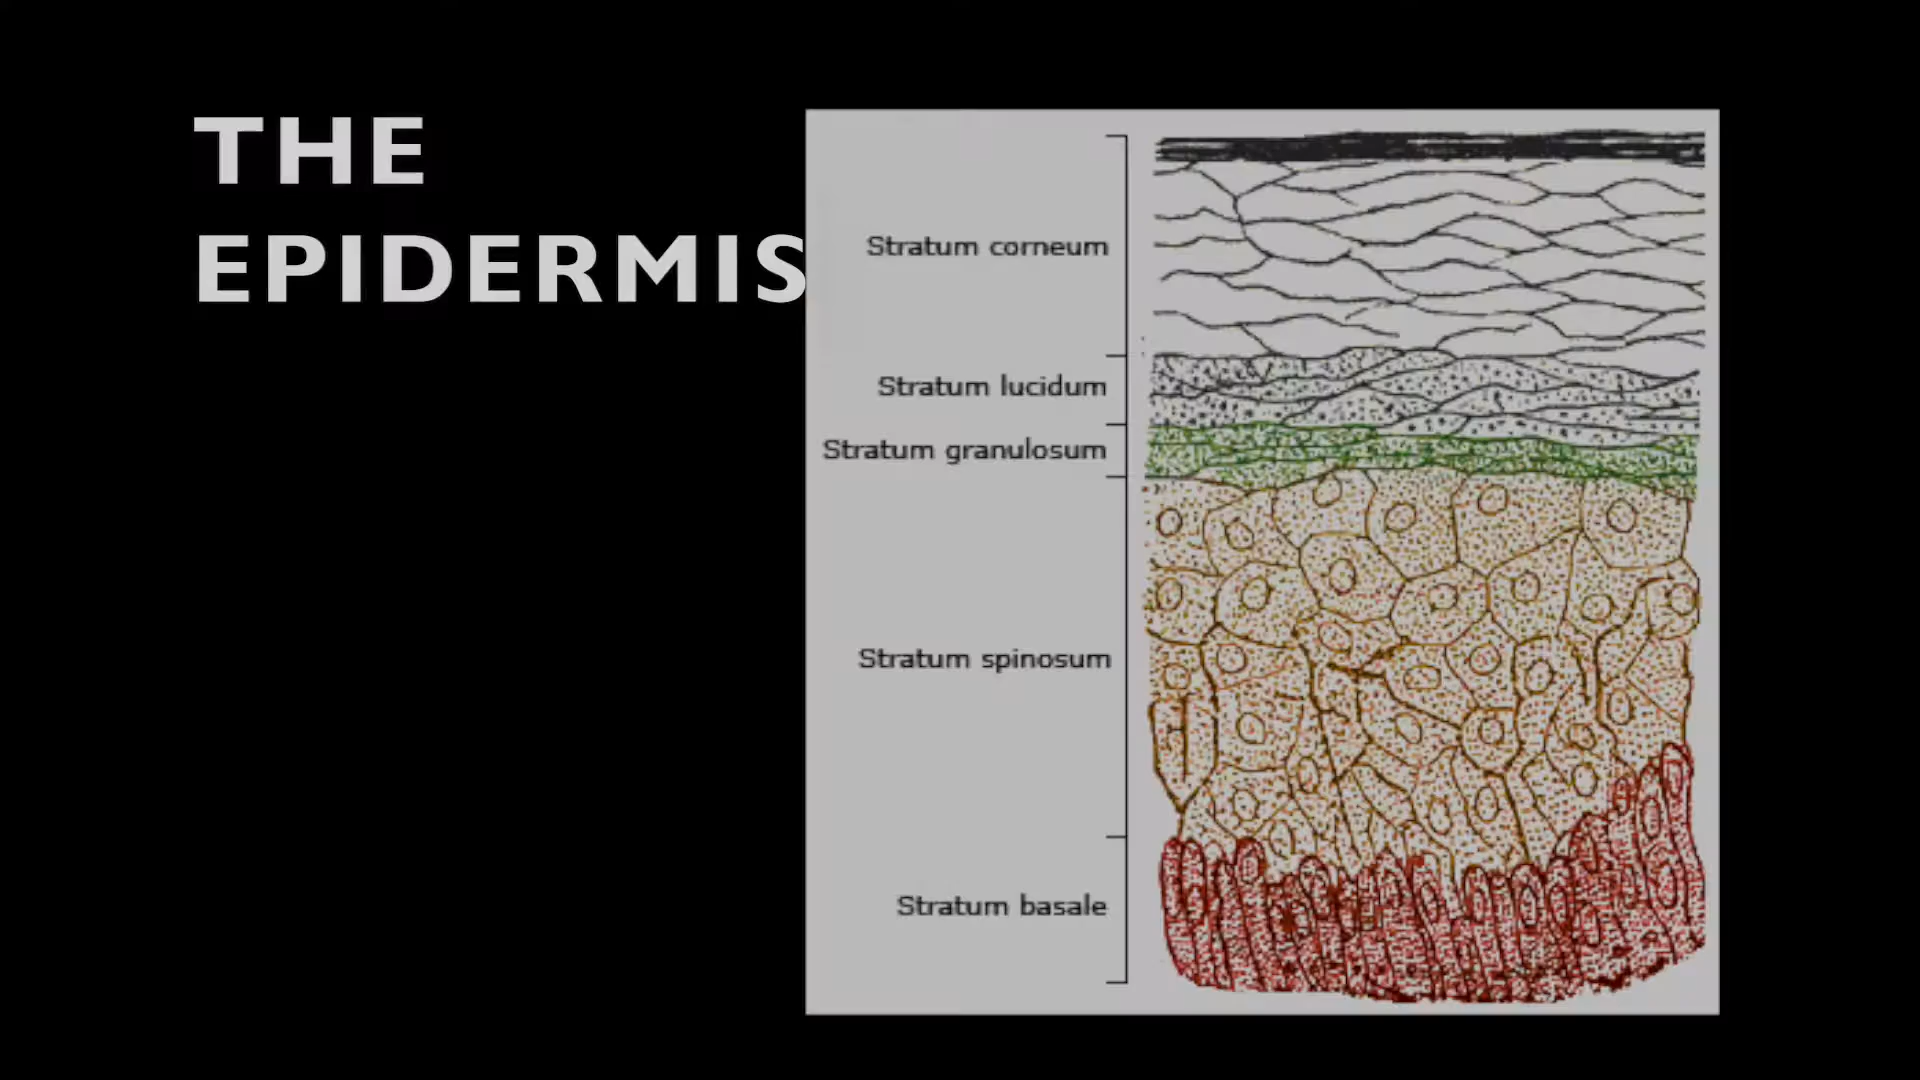 THE
EPIDERMIS
Stratum corneum
Stratum lucidum
Stratum granulosum
Stratum spinosum
Stratum basale